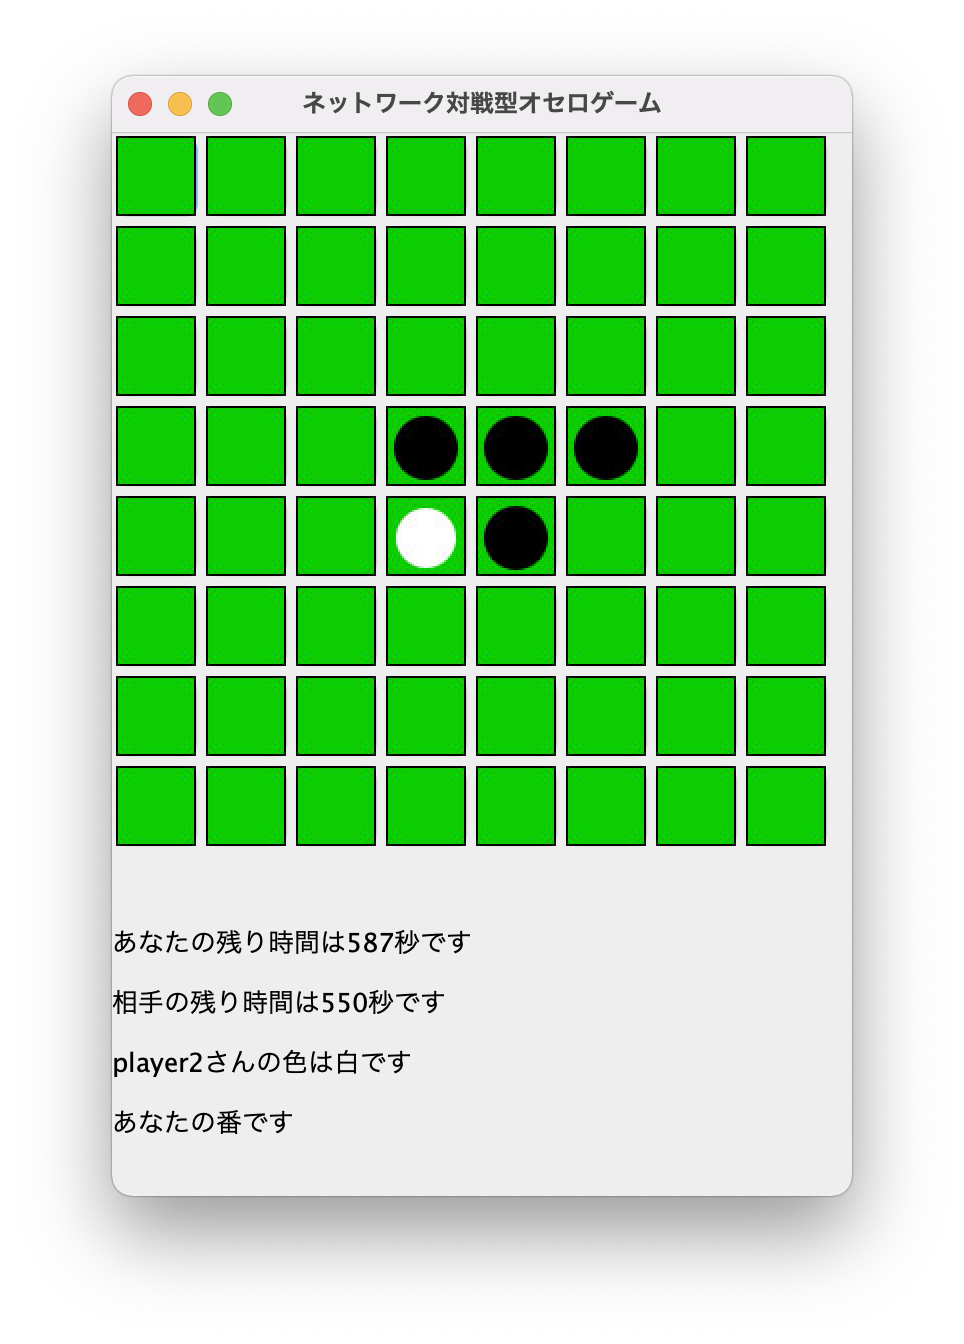 ネットワーク対戦型オセロゲーム
あなたの残り時間は587秒です
相手の残り時間は550秒です
player2さんの色は白です
あなたの番です